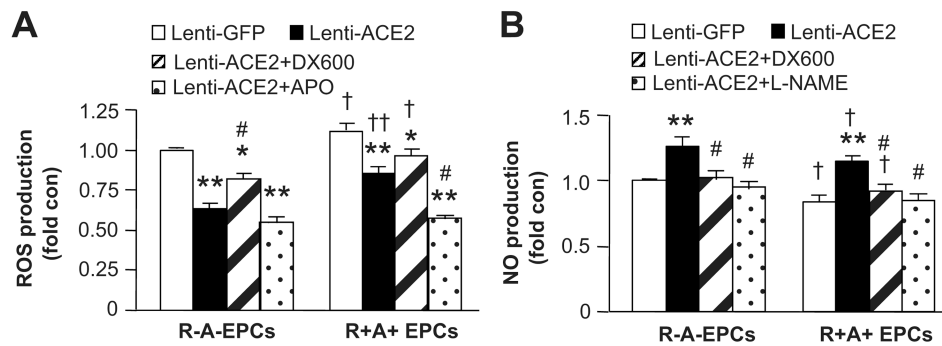 A
□ Lenti-GFP ■ Lenti-ACE2
Lenti-ACE2+DX600
Lenti-ACE2+APO
ROS production
(fold con)
1.25
1.00
0.75
0.50
0.25
0
** # * ** † †† ** † * # **
R-A-EPCs R+A+ EPCs
B
Lenti-GFP Lenti-ACE2
Lenti-ACE2+DX600
Lenti-ACE2+L-NAME
NO production
(fold con)
1.5
1.0
0.5
0
** # # † † ** # † #
R-A-EPCs R+A+ EPCs